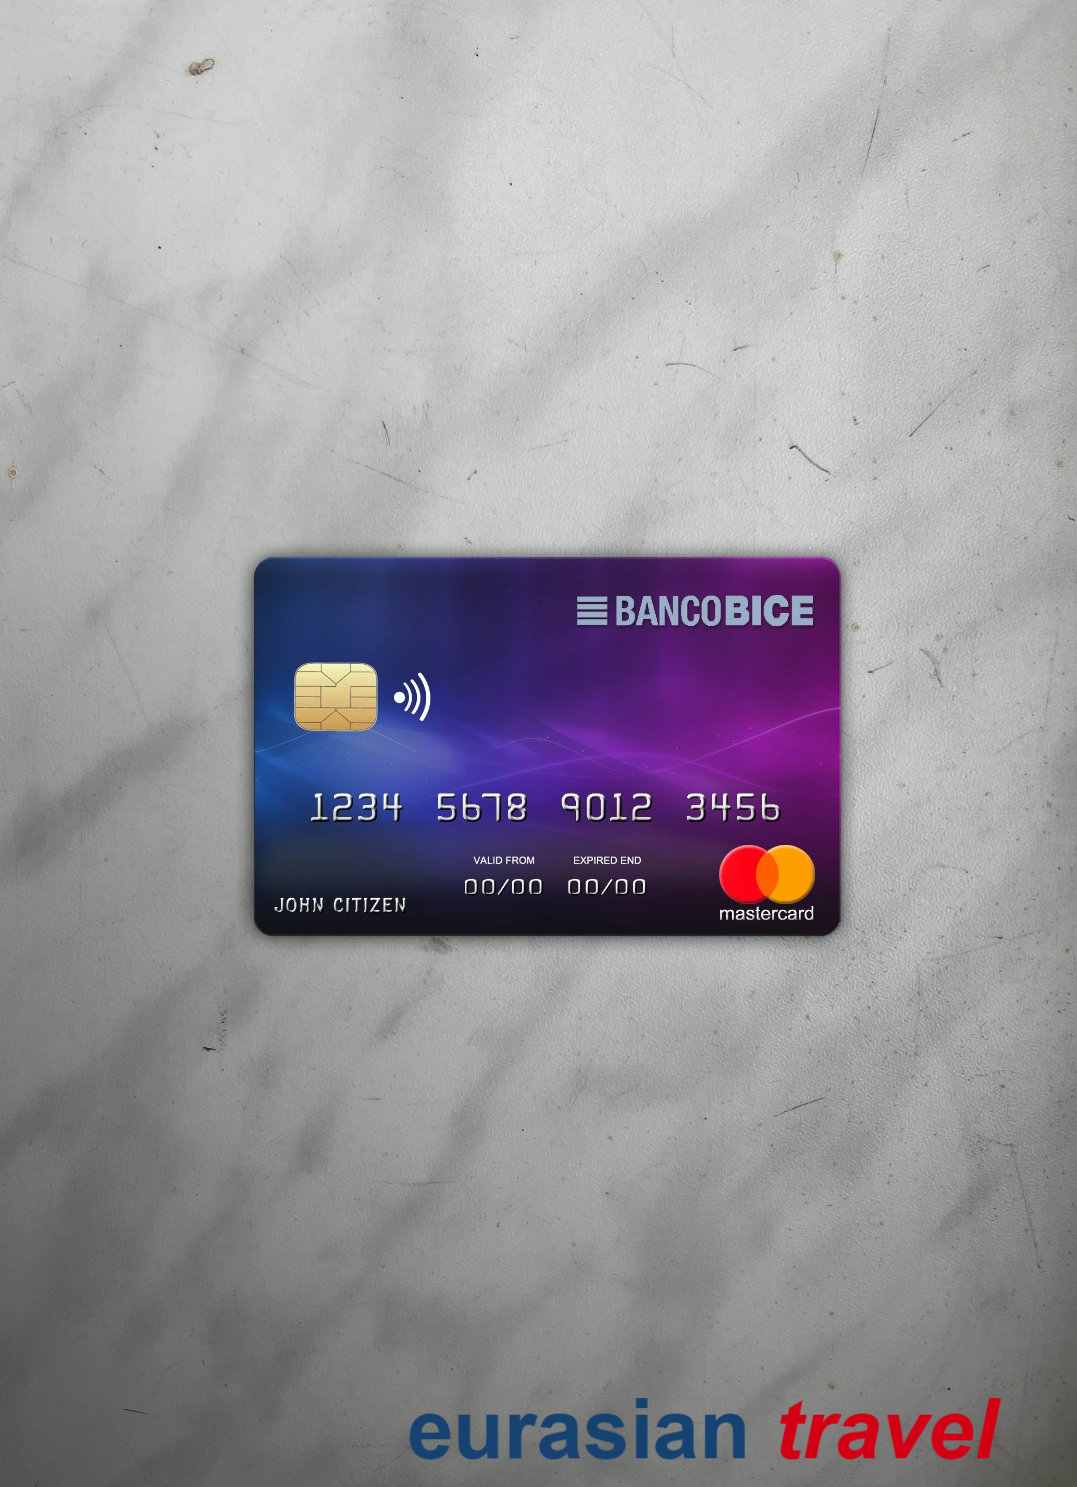 BANCOBICE
1234 5678 9012 3456
VALID FROM EXPIRED END
00/00 00/00
JOHN CITIZEN
mastercard
eurasian travel